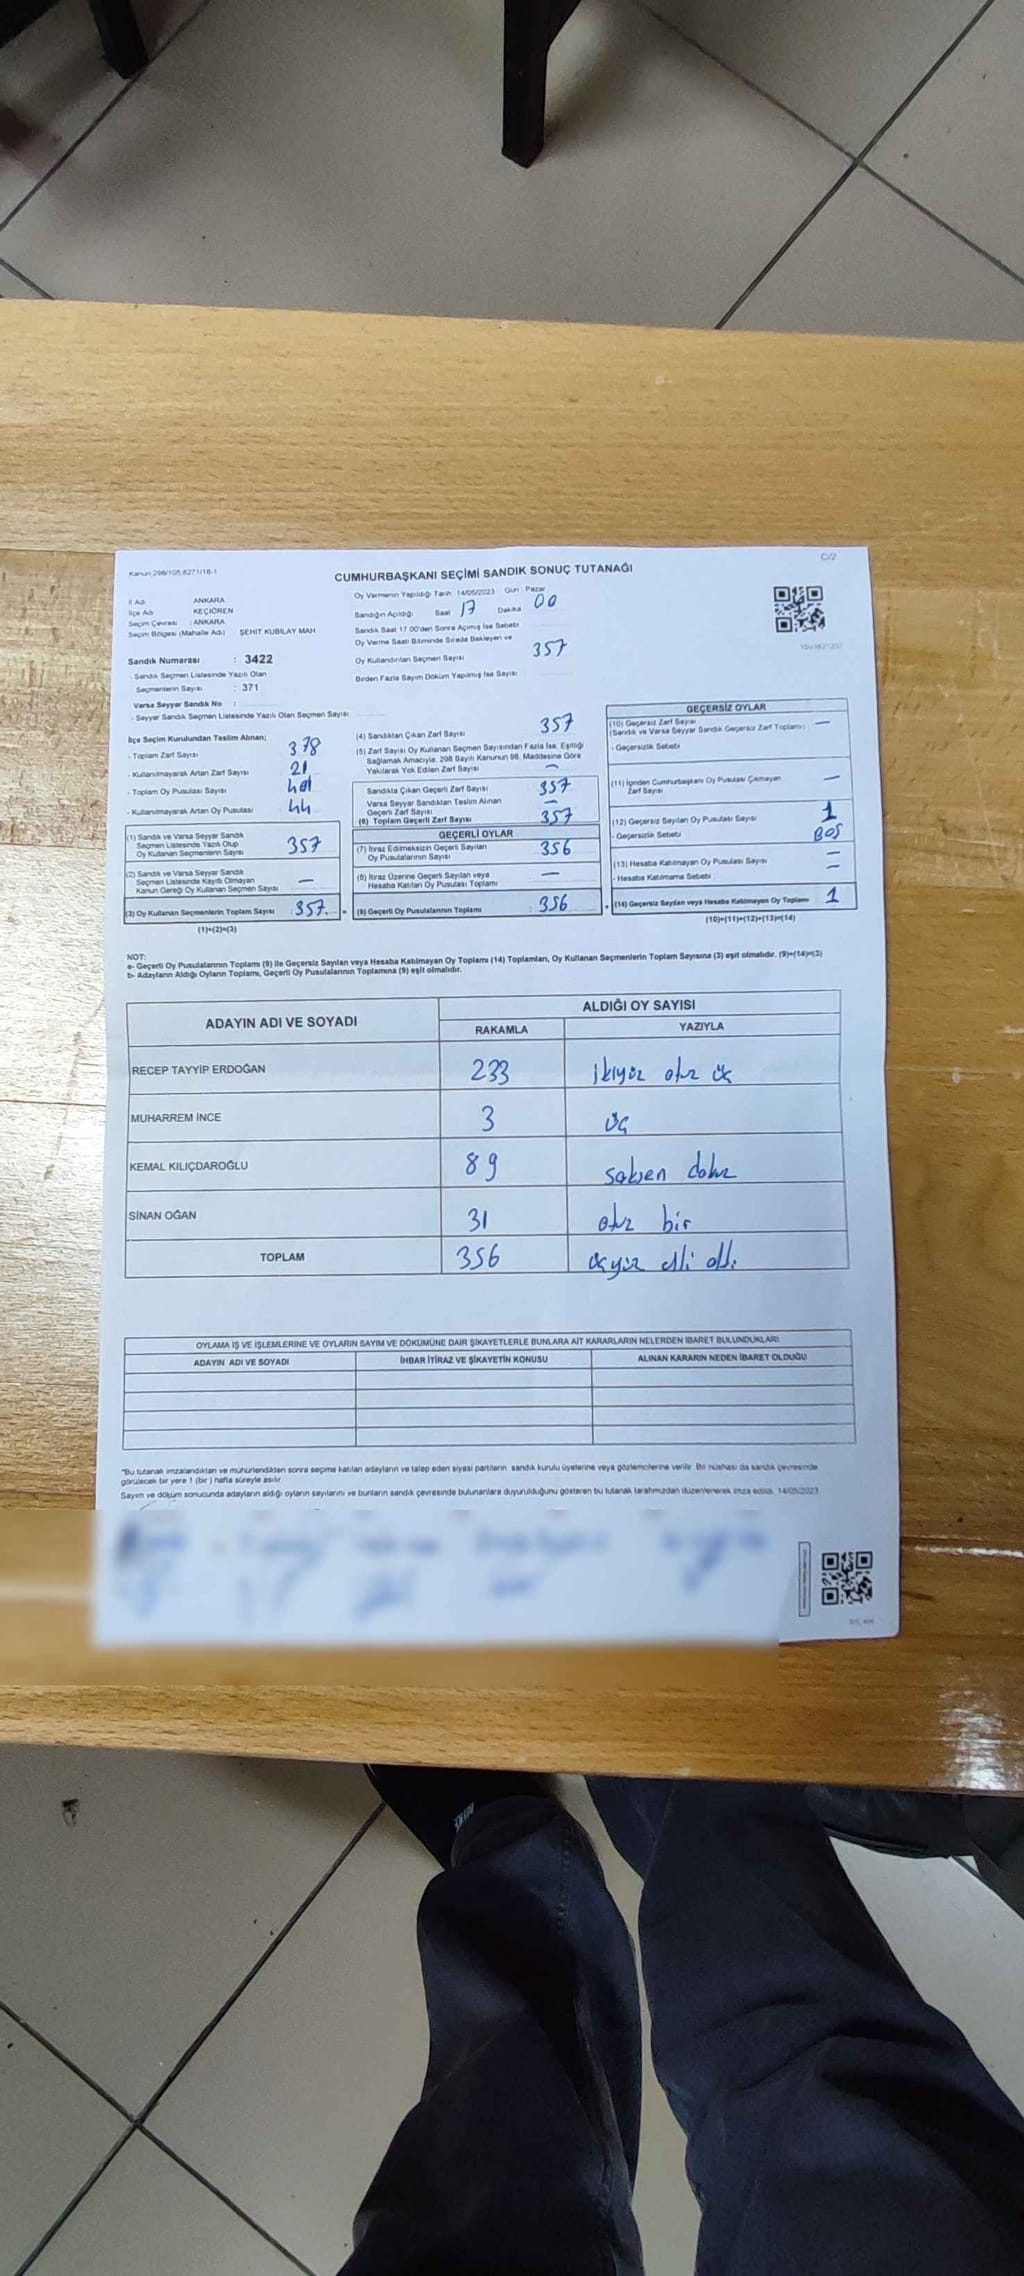 C/2
Kanun:298/105,8271/18-1
CUMHURBAŞKANI SEÇİMİ SANDIK SONUÇ TUTANAĞI
İl Adı ANKARA
İlçe Adı KEÇİÖREN
Seçim Çevresi : ANKARA
Seçim Bölgesi (Mahalle Adı) ŞEHİT KUBİLAY MAH
Sandık Numarası : 3422
- Sandık Seçmen Listesinde Yazılı Olan
Seçmenlerin Sayısı : 371
Varsa Seyyar Sandık No :
- Seyyar Sandık Seçmen Listesinde Yazılı Olan Seçmen Sayısı
Oy Vermenin Yapıldığı Tarih 14/05/2023 Gün Pazar
Sandığın Açıldığı Saat 17 Dakika 00
Sandık Saat 17.00'den Sonra Açılmış İse Sebebi
Oy Verme Saati Bitiminde Sırada Bekleyen ve
Oy Kullandırılan Seçmen Sayısı 357
Birden Fazla Sayım Döküm Yapılmış İse Sayısı
İlçe Seçim Kurulundan Teslim Alınan;
- Toplam Zarf Sayısı 378
- Kullanılmayarak Artan Zarf Sayısı 21
- Toplam Oy Pusulası Sayısı 401
- Kullanılmayarak Artan Oy Pusulası 44
(1) Sandık ve Varsa Seyyar Sandık
Seçmen Listesinde Yazılı Olup
Oy Kullanan Seçmenlerin Sayısı 357
(2) Sandık ve Varsa Seyyar Sandık
Seçmen Listesinde Kayıtlı Olmayan
Kanun Gereği Oy Kullanan Seçmen Sayısı —
(3) Oy Kullanan Seçmenlerin Toplam Sayısı :357.
(1)+(2)=(3)
(4) Sandıktan Çıkan Zarf Sayısı 357
(5) Zarf Sayısı Oy Kullanan Seçmen Sayısından Fazla İse, Eşitliği
Sağlamak Amacıyla, 298 Sayılı Kanunun 98. Maddesine Göre
Yakılarak Yok Edilen Zarf Sayısı —
Sandıkta Çıkan Geçerli Zarf Sayısı 357
Varsa Seyyar Sandıktan Teslim Alınan
Geçerli Zarf Sayısı —
(6) Toplam Geçerli Zarf Sayısı 357
GEÇERLİ OYLAR
(7) İtiraz Edilmeksizin Geçerli Sayılan
Oy Pusulalarının Sayısı 356
(8) İtiraz Üzerine Geçerli Sayılan veya
Hesaba Katılan Oy Pusulası Toplamı —
= (9) Geçerli Oy Pusulalarının Toplamı 356
GEÇERSİZ OYLAR
(10) Geçersiz Zarf Sayısı —
(Sandık ve Varsa Seyyar Sandık Geçersiz Zarf Toplamı)
- Geçersizlik Sebebi
(11) İçinden Cumhurbaşkanı Oy Pusulası Çıkmayan
Zarf Sayısı —
(12) Geçersiz Sayılan Oy Pusulası Sayısı 1
- Geçersizlik Sebebi BOŞ
(13) Hesaba Katılmayan Oy Pusulası Sayısı —
- Hesaba Katılmama Sebebi —
+ (14) Geçersiz Sayılan veya Hesaba Katılmayan Oy Toplamı 1
(10)+(11)+(12)+(13)=(14)
NOT:
a- Geçerli Oy Pusulalarının Toplamı (9) ile Geçersiz Sayılan veya Hesaba Katılmayan Oy Toplamı (14) Toplamları, Oy Kullanan Seçmenlerin Toplam Sayısına (3) eşit olmalıdır. (9)+(14)=(3)
b- Adayların Aldığı Oyların Toplamı, Geçerli Oy Pusulalarının Toplamına (9) eşit olmalıdır.
ADAYIN ADI VE SOYADI ALDIĞI OY SAYISI
RAKAMLA YAZIYLA
RECEP TAYYİP ERDOĞAN 233 ikiyüz otuz üç
MUHARREM İNCE 3 üç
KEMAL KILIÇDAROĞLU 89 seksen dokuz
SİNAN OĞAN 31 otuz bir
TOPLAM 356 üçyüz elli altı
OYLAMA İŞ VE İŞLEMLERİNE VE OYLARIN SAYIM VE DÖKÜMÜNE DAİR ŞİKAYETLERLE BUNLARA AİT KARARLARIN NELERDEN İBARET BULUNDUKLARI
ADAYIN ADI VE SOYADI İHBAR İTİRAZ VE ŞİKAYETİN KONUSU ALINAN KARARIN NEDEN İBARET OLDUĞU
*Bu tutanak imzalandıktan ve mühürlendikten sonra seçime katılan adayların ve talep eden siyasi partilerin sandık kurulu üyelerine veya gözlemcilerine verilir. Bir nüshası da sandık çevresinde
görülecek bir yere 1 (bir) hafta süreyle asılır.
Sayım ve döküm sonucunda adayların aldığı oyların sayılarını ve bunların sandık çevresinde bulunanlara duyurulduğunu gösteren bu tutanak tarafımızdan düzenlenerek imza edildi. 14/05/2023
NIKE